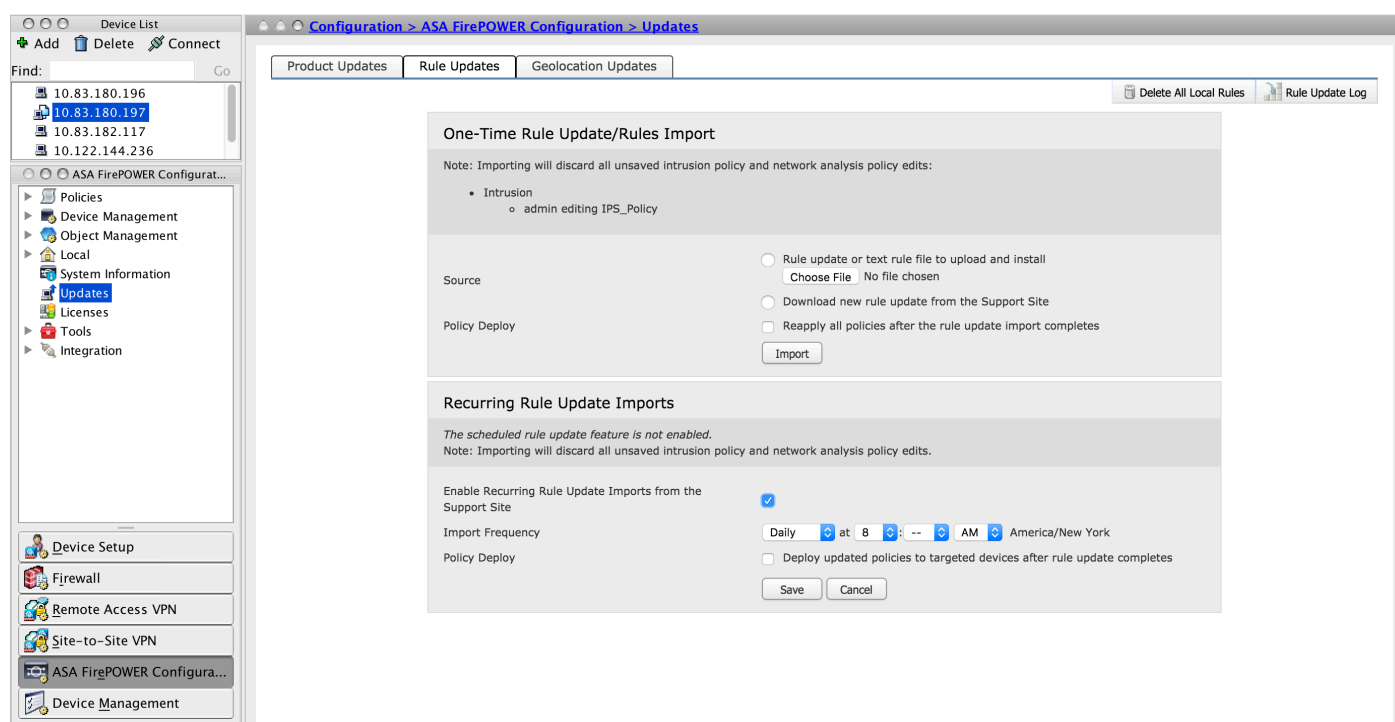 Device List
Add Delete Connect
Find: Go
10.83.180.196
10.83.180.197
10.83.182.117
10.122.144.236
ASA FirePOWER Configurat...
Policies
Device Management
Object Management
Local
System Information
Updates
Licenses
Tools
Integration
Device Setup
Firewall
Remote Access VPN
Site-to-Site VPN
ASA FirePOWER Configura...
Device Management
Configuration > ASA FirePOWER Configuration > Updates
Product Updates Rule Updates Geolocation Updates
Delete All Local Rules Rule Update Log
One-Time Rule Update/Rules Import
Note: Importing will discard all unsaved intrusion policy and network analysis policy edits:
• Intrusion
○ admin editing IPS_Policy
Source
Rule update or text rule file to upload and install
Choose File No file chosen
Download new rule update from the Support Site
Policy Deploy Reapply all policies after the rule update import completes
Import
Recurring Rule Update Imports
The scheduled rule update feature is not enabled.
Note: Importing will discard all unsaved intrusion policy and network analysis policy edits.
Enable Recurring Rule Update Imports from the
Support Site
Import Frequency Daily at 8 : -- AM America/New York
Policy Deploy Deploy updated policies to targeted devices after rule update completes
Save Cancel